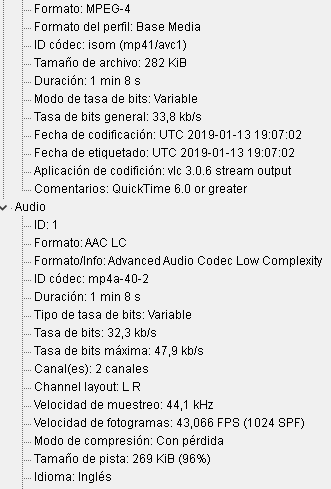 Formato: MPEG-4
Formato del perfil: Base Media
ID códec: isom (mp41/avc1)
Tamaño de archivo: 282 KiB
Duración: 1 min 8 s
Modo de tasa de bits: Variable
Tasa de bits general: 33,8 kb/s
Fecha de codificación: UTC 2019-01-13 19:07:02
Fecha de etiquetado: UTC 2019-01-13 19:07:02
Aplicación de codifición: vlc 3.0.6 stream output
Comentarios: QuickTime 6.0 or greater
Audio
ID: 1
Formato: AAC LC
Formato/Info: Advanced Audio Codec Low Complexity
ID códec: mp4a-40-2
Duración: 1 min 8 s
Tipo de tasa de bits: Variable
Tasa de bits: 32,3 kb/s
Tasa de bits máxima: 47,9 kb/s
Canal(es): 2 canales
Channel layout: L R
Velocidad de muestreo: 44,1 kHz
Velocidad de fotogramas: 43,066 FPS (1024 SPF)
Modo de compresión: Con pérdida
Tamaño de pista: 269 KiB (96%)
Idioma: Inglés